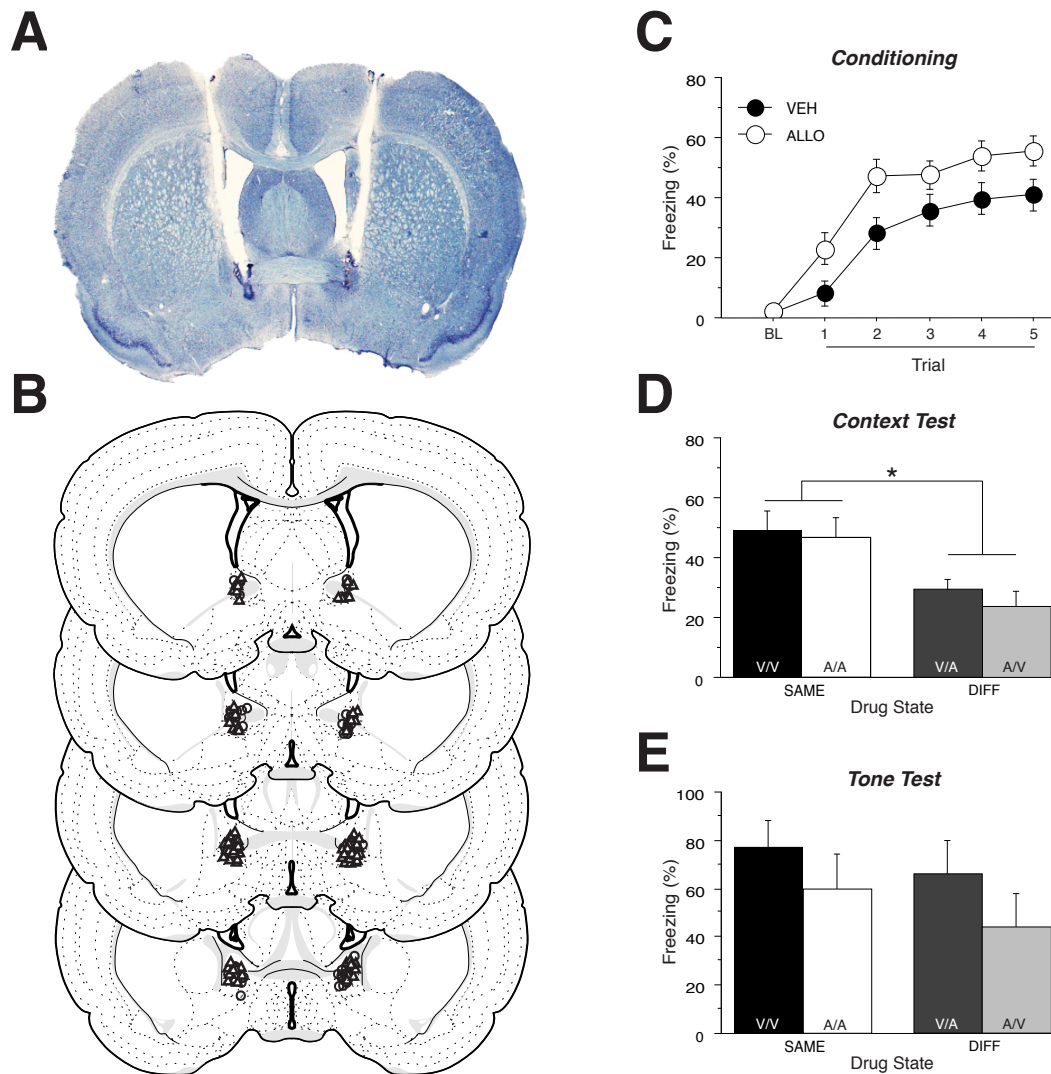 A
B
C
Conditioning
80
60
40
20
0
Freezing (%)
VEH
ALLO
BL
1
2
3
4
5
Trial
D
Context Test
80
60
40
20
0
Freezing (%)
*
V/V
A/A
V/A
A/V
SAME
DIFF
Drug State
E
Tone Test
100
80
60
40
20
0
Freezing (%)
V/V
A/A
V/A
A/V
SAME
DIFF
Drug State